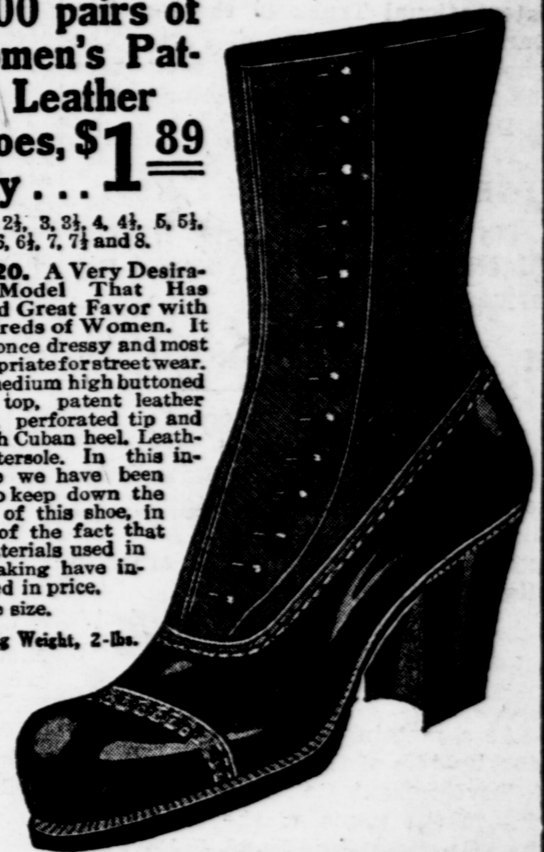 00 pairs of
men's Pat-
Leather
oes, $1 89
y...
2½, 3, 3½, 4, 4½, 5, 5½,
6, 6½, 7, 7½ and 8.
20. A Very Desira-
Model That Has
d Great Favor with
reds of Women. It
once dressy and most
priate for street wear.
medium high buttoned
top, patent leather
perforated tip and
h Cuban heel. Leath-
tersole. In this in-
we have been
o keep down the
of this shoe, in
of the fact that
terials used in
aking have in-
d in price.
size.
g Weight, 2-lbs.